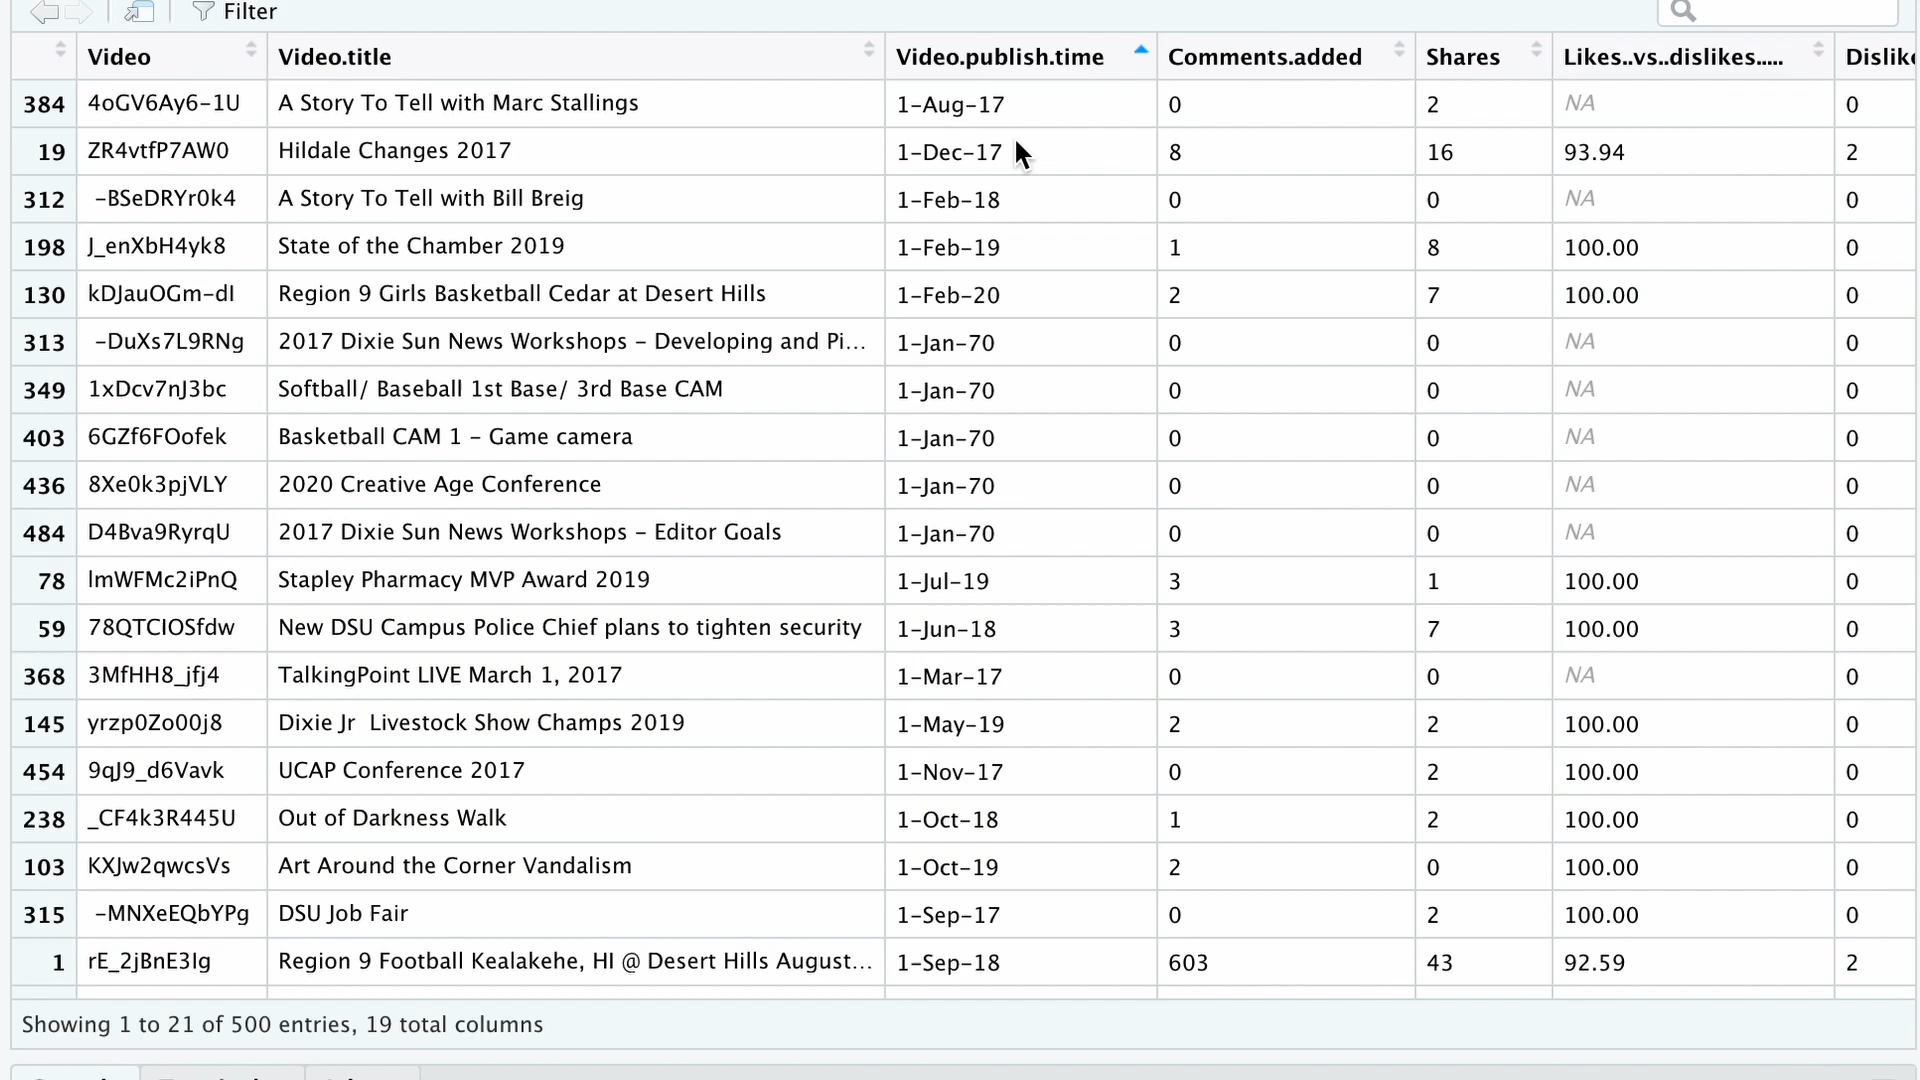 Filter
Video Video.title Video.publish.time Comments.added Shares Likes..vs..dislikes..... Dislike
384 4oGV6Ay6-1U A Story To Tell with Marc Stallings 1-Aug-17 0 2 NA 0
19 ZR4vtfP7AW0 Hildale Changes 2017 1-Dec-17 8 16 93.94 2
312 -BSeDRYr0k4 A Story To Tell with Bill Breig 1-Feb-18 0 0 NA 0
198 J_enXbH4yk8 State of the Chamber 2019 1-Feb-19 1 8 100.00 0
130 kDJauOGm-dI Region 9 Girls Basketball Cedar at Desert Hills 1-Feb-20 2 7 100.00 0
313 -DuXs7L9RNg 2017 Dixie Sun News Workshops - Developing and Pi... 1-Jan-70 0 0 NA 0
349 1xDcv7nJ3bc Softball/ Baseball 1st Base/ 3rd Base CAM 1-Jan-70 0 0 NA 0
403 6GZf6FOofek Basketball CAM 1 - Game camera 1-Jan-70 0 0 NA 0
436 8Xe0k3pjVLY 2020 Creative Age Conference 1-Jan-70 0 0 NA 0
484 D4Bva9RyrqU 2017 Dixie Sun News Workshops - Editor Goals 1-Jan-70 0 0 NA 0
78 lmWFMc2iPnQ Stapley Pharmacy MVP Award 2019 1-Jul-19 3 1 100.00 0
59 78QTCIOSfdw New DSU Campus Police Chief plans to tighten security 1-Jun-18 3 7 100.00 0
368 3MfHH8_jfj4 TalkingPoint LIVE March 1, 2017 1-Mar-17 0 0 NA 0
145 yrzp0Zo00j8 Dixie Jr  Livestock Show Champs 2019 1-May-19 2 2 100.00 0
454 9qJ9_d6Vavk UCAP Conference 2017 1-Nov-17 0 2 100.00 0
238 _CF4k3R445U Out of Darkness Walk 1-Oct-18 1 2 100.00 0
103 KXJw2qwcsVs Art Around the Corner Vandalism 1-Oct-19 2 0 100.00 0
315 -MNXeEQbYPg DSU Job Fair 1-Sep-17 0 2 100.00 0
1 rE_2jBnE3Ig Region 9 Football Kealakehe, HI @ Desert Hills August... 1-Sep-18 603 43 92.59 2
Showing 1 to 21 of 500 entries, 19 total columns